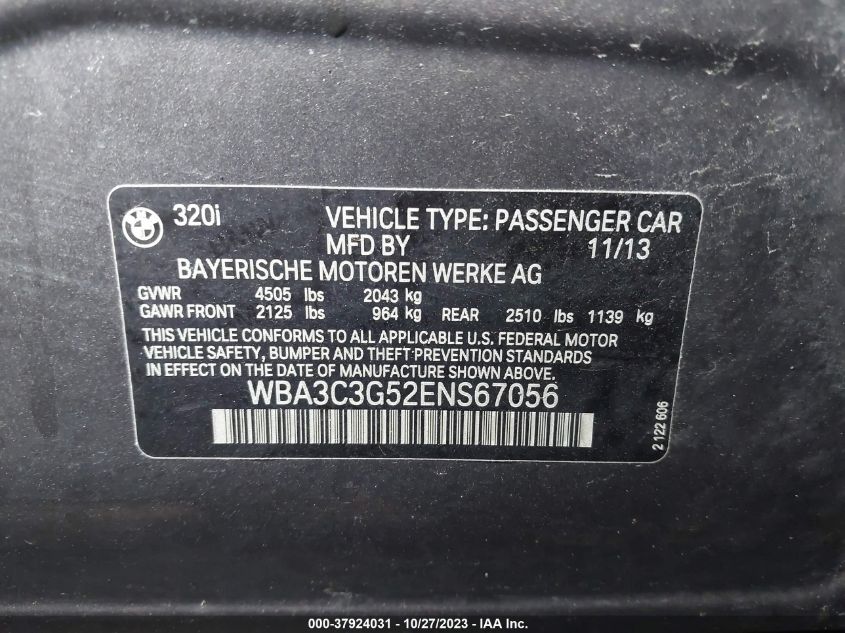 320i VEHICLE TYPE: PASSENGER CAR
MFD BY 11/13
BAYERISCHE MOTOREN WERKE AG
GVWR 4505 lbs 2043 kg
GAWR FRONT 2125 lbs 964 kg REAR 2510 lbs 1139 kg
THIS VEHICLE CONFORMS TO ALL APPLICABLE U.S. FEDERAL MOTOR
VEHICLE SAFETY, BUMPER AND THEFT PREVENTION STANDARDS
IN EFFECT ON THE DATE OF MANUFACTURE SHOWN ABOVE.
WBA3C3G52ENS67056
2 122 606
000-37924031 - 10/27/2023 - IAA Inc.